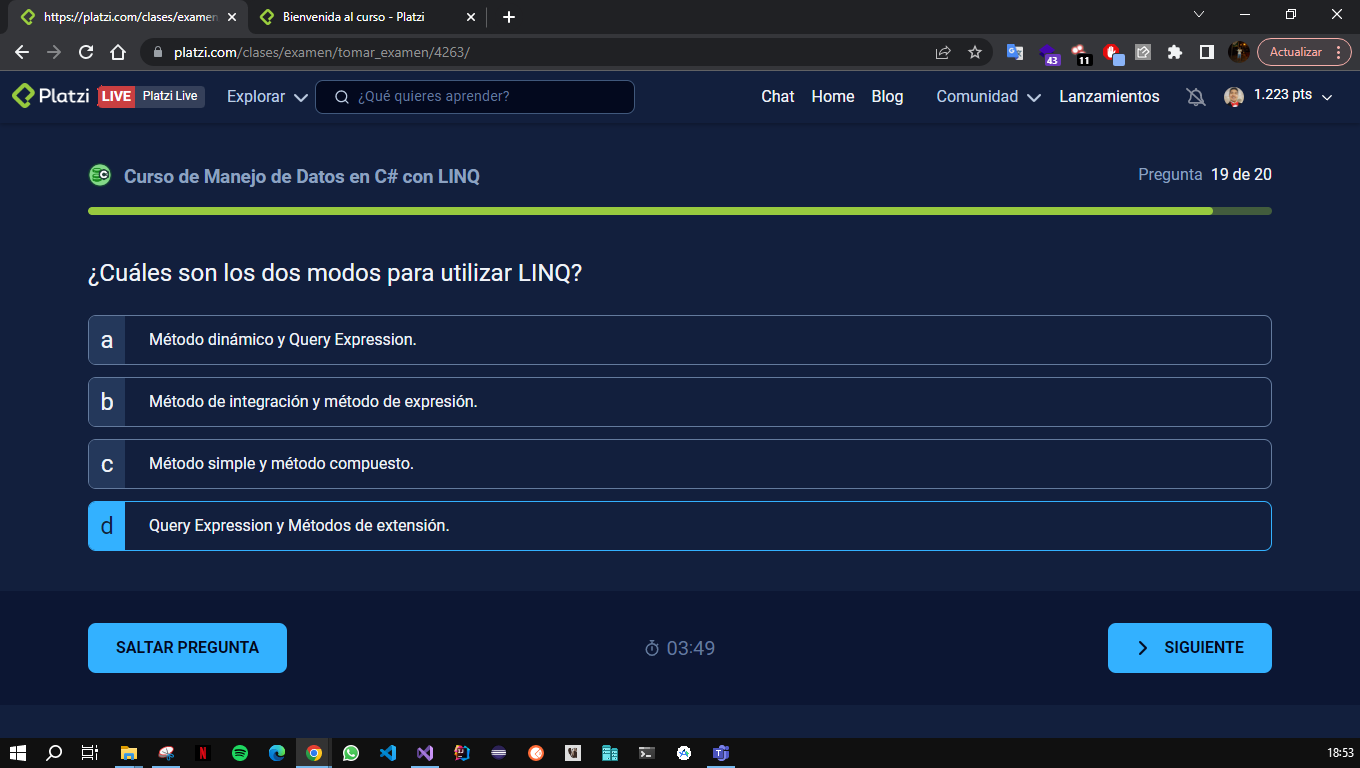 https://platzi.com/clases/examen
Bienvenida al curso - Platzi
platzi.com/clases/examen/tomar_examen/4263/
43
11
Actualizar
Platzi
LIVE Platzi Live
Explorar
¿Qué quieres aprender?
Chat
Home
Blog
Comunidad
Lanzamientos
1.223 pts
Curso de Manejo de Datos en C# con LINQ
Pregunta 19 de 20
¿Cuáles son los dos modos para utilizar LINQ?
a Método dinámico y Query Expression.
b Método de integración y método de expresión.
c Método simple y método compuesto.
d Query Expression y Métodos de extensión.
SALTAR PREGUNTA
03:49
SIGUIENTE
18:53